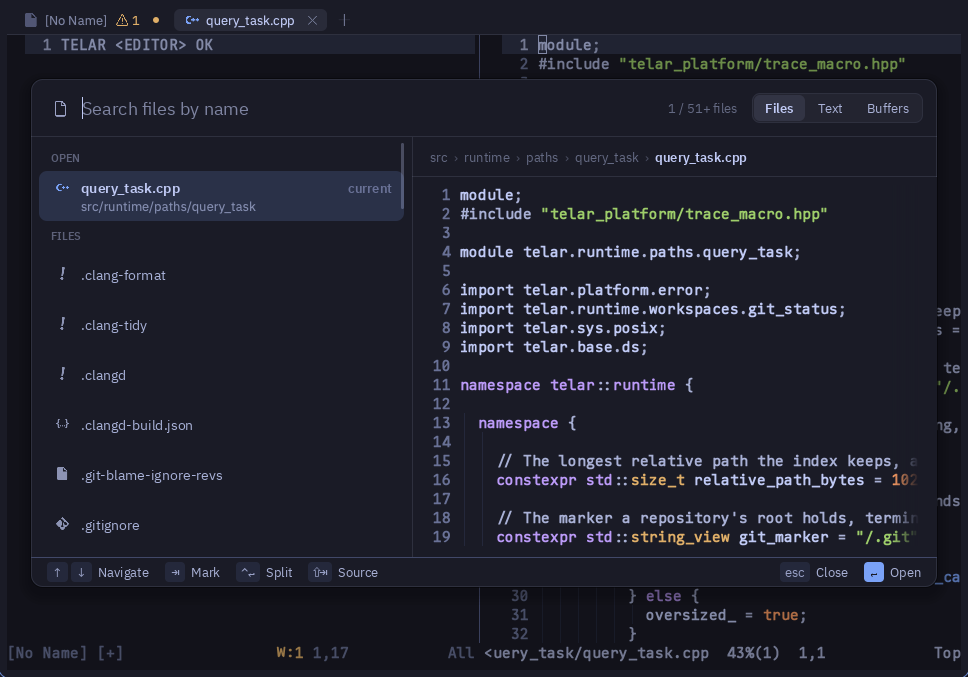 [No Name] 1 query_task.cpp
1 TELAR <EDITOR> OK
1 module;
2 #include "telar_platform/trace_macro.hpp"
Search files by name
1 / 51+ files Files Text Buffers
OPEN
C++ query_task.cpp current
src/runtime/paths/query_task
FILES
! .clang-format
! .clang-tidy
! .clangd
{..} .clangd-build.json
.git-blame-ignore-revs
.gitignore
src › runtime › paths › query_task › query_task.cpp
1 module;
2 #include "telar_platform/trace_macro.hpp"
3
4 module telar.runtime.paths.query_task;
5
6 import telar.platform.error;
7 import telar.runtime.workspaces.git_status;
8 import telar.sys.posix;
9 import telar.base.ds;
10
11 namespace telar::runtime {
12
13 namespace {
14
15 // The longest relative path the index keeps, a
16 constexpr std::size_t relative_path_bytes = 102
17
18 // The marker a repository's root holds, termin
19 constexpr std::string_view git_marker = "/.git"
eep
s =
te
'/.
ng,
nds
_ca
↑ ↓ Navigate ⇥ Mark ^↵ Split ⇧⇥ Source esc Close ↵ Open
30 } else {
31 oversized_ = true;
32 }
[No Name] [+] W:1 1,17 All <uery_task/query_task.cpp 43%(1) 1,1 Top